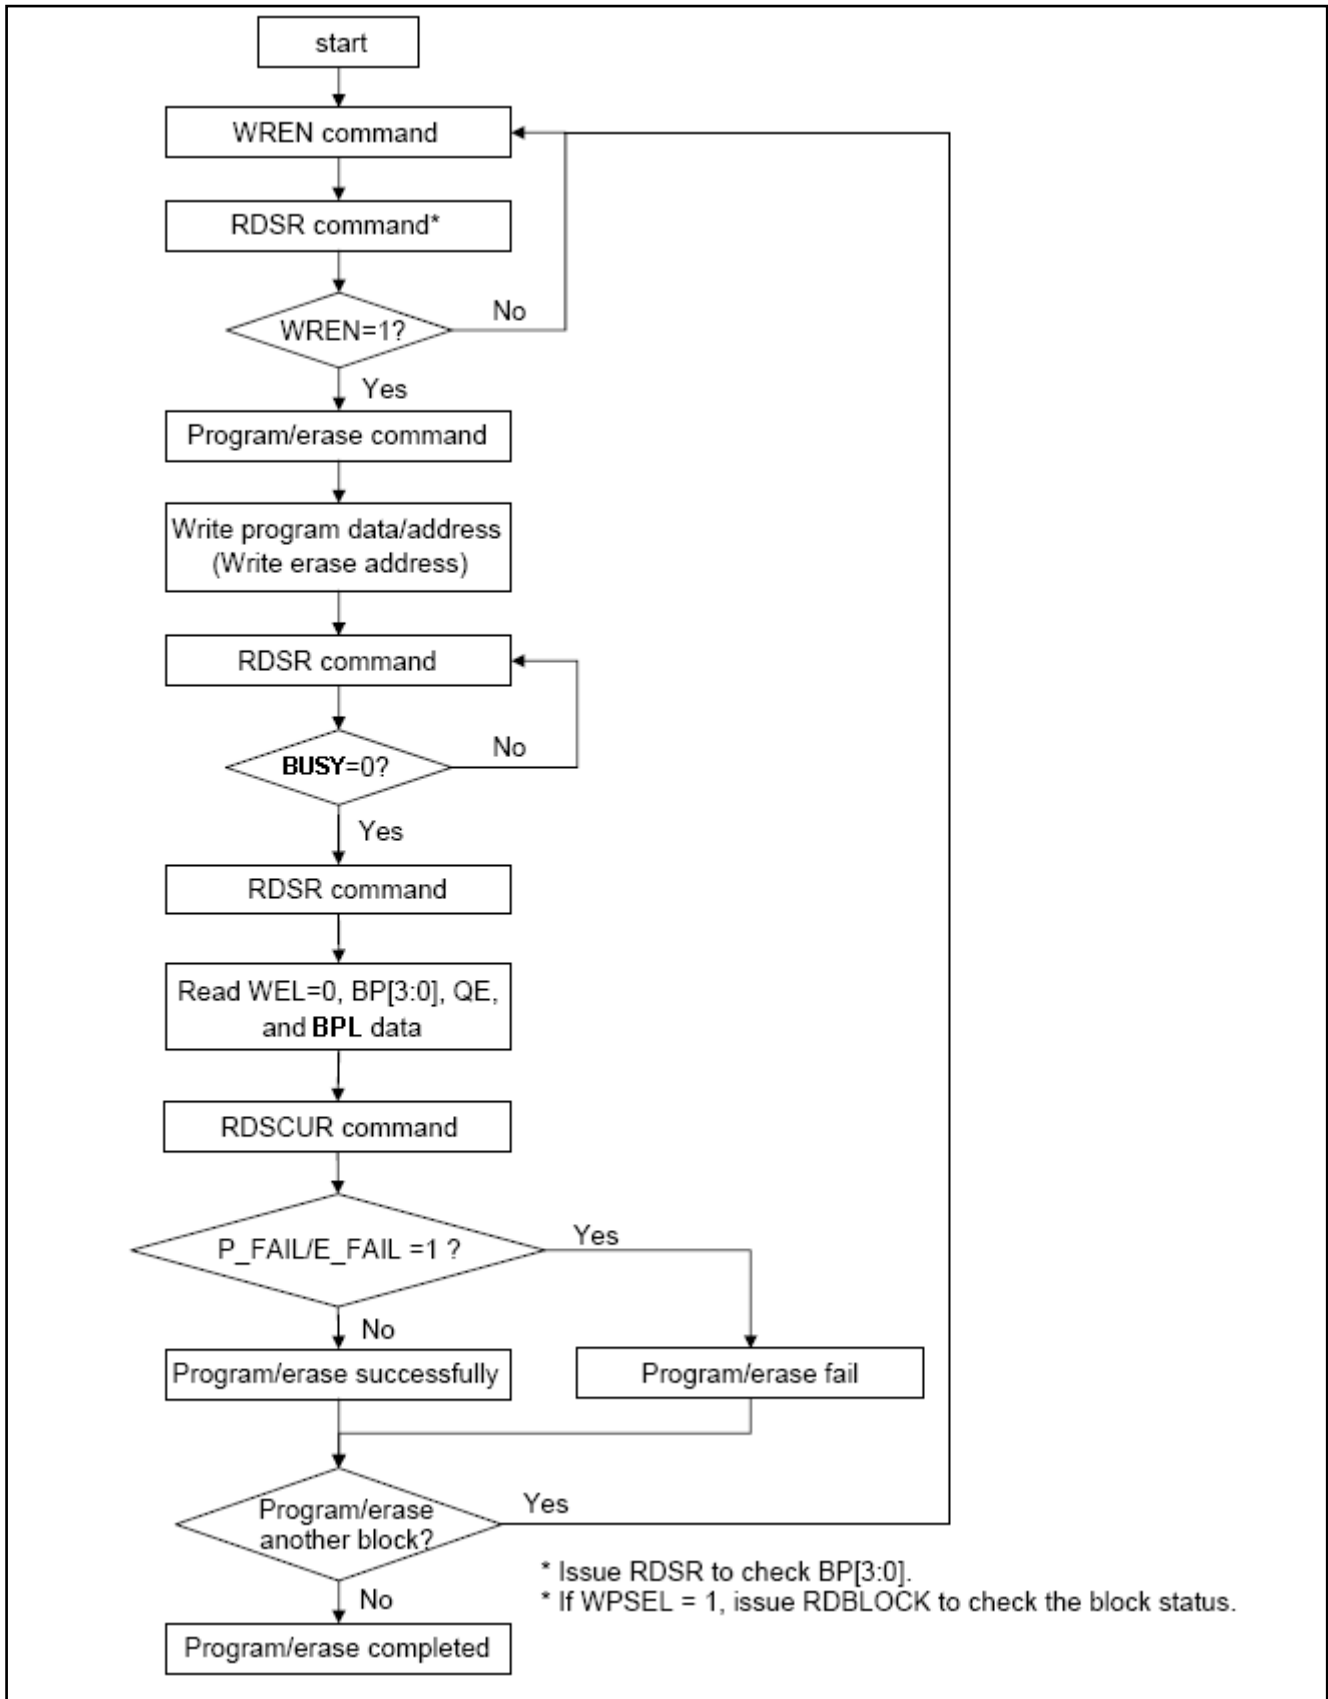 start
WREN command
RDSR command*
WREN=1?
No
Yes
Program/erase command
Write program data/address
(Write erase address)
RDSR command
BUSY=0?
No
Yes
RDSR command
Read WEL=0, BP[3:0], QE,
and BPL data
RDSCUR command
P_FAIL/E_FAIL =1 ?
Yes
No
Program/erase successfully
Program/erase fail
Program/erase
another block?
Yes
* Issue RDSR to check BP[3:0].
* If WPSEL = 1, issue RDBLOCK to check the block status.
No
Program/erase completed